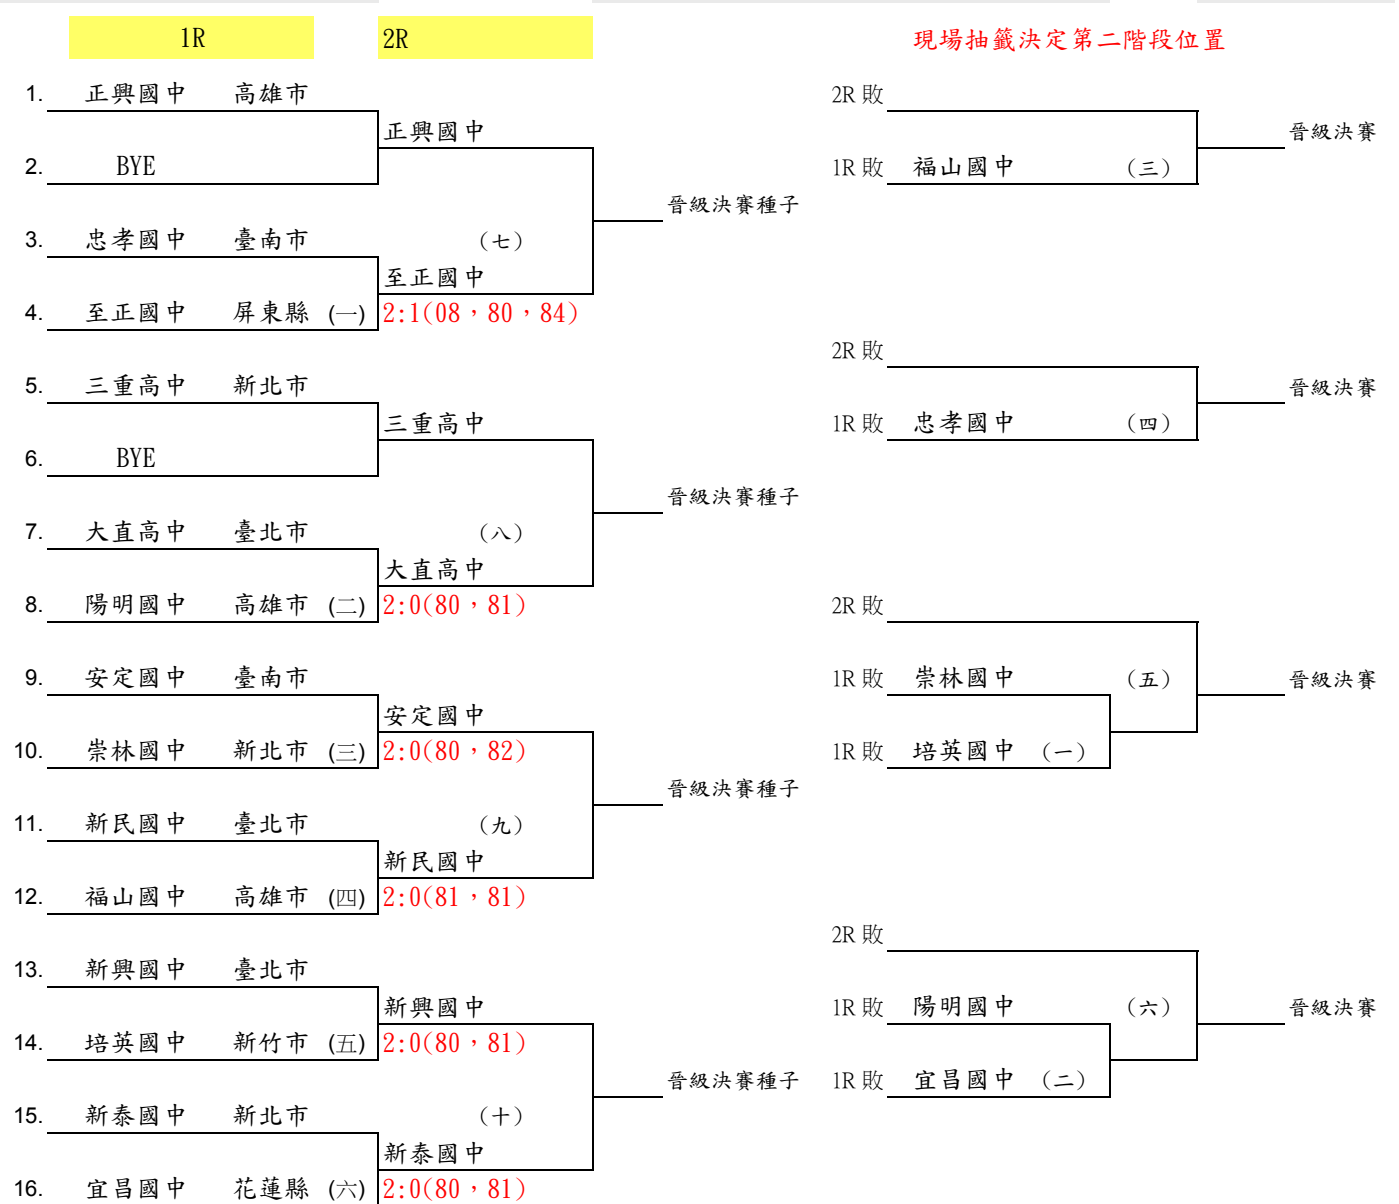 1R 2R 現場抽籤決定第二階段位置
1. 正興國中 高雄市 2R 敗
正興國中 晉級決賽
2. BYE 1R 敗 福山國中 (三)
晉級決賽種子
3. 忠孝國中 臺南市 (七)
至正國中
4. 至正國中 屏東縣 (一) 2:1(08，80，84)
2R 敗
5. 三重高中 新北市 晉級決賽
三重高中 1R 敗 忠孝國中 (四)
6. BYE
晉級決賽種子
7. 大直高中 臺北市 (八)
大直高中
8. 陽明國中 高雄市 (二) 2:0(80，81) 2R 敗
9. 安定國中 臺南市 1R 敗 崇林國中 (五) 晉級決賽
安定國中
10. 崇林國中 新北市 (三) 2:0(80，82) 1R 敗 培英國中 (一)
晉級決賽種子
11. 新民國中 臺北市 (九)
新民國中
12. 福山國中 高雄市 (四) 2:0(81，81)
2R 敗
13. 新興國中 臺北市
新興國中 1R 敗 陽明國中 (六) 晉級決賽
14. 培英國中 新竹市 (五) 2:0(80，81)
晉級決賽種子 1R 敗 宜昌國中 (二)
15. 新泰國中 新北市 (十)
新泰國中
16. 宜昌國中 花蓮縣 (六) 2:0(80，81)